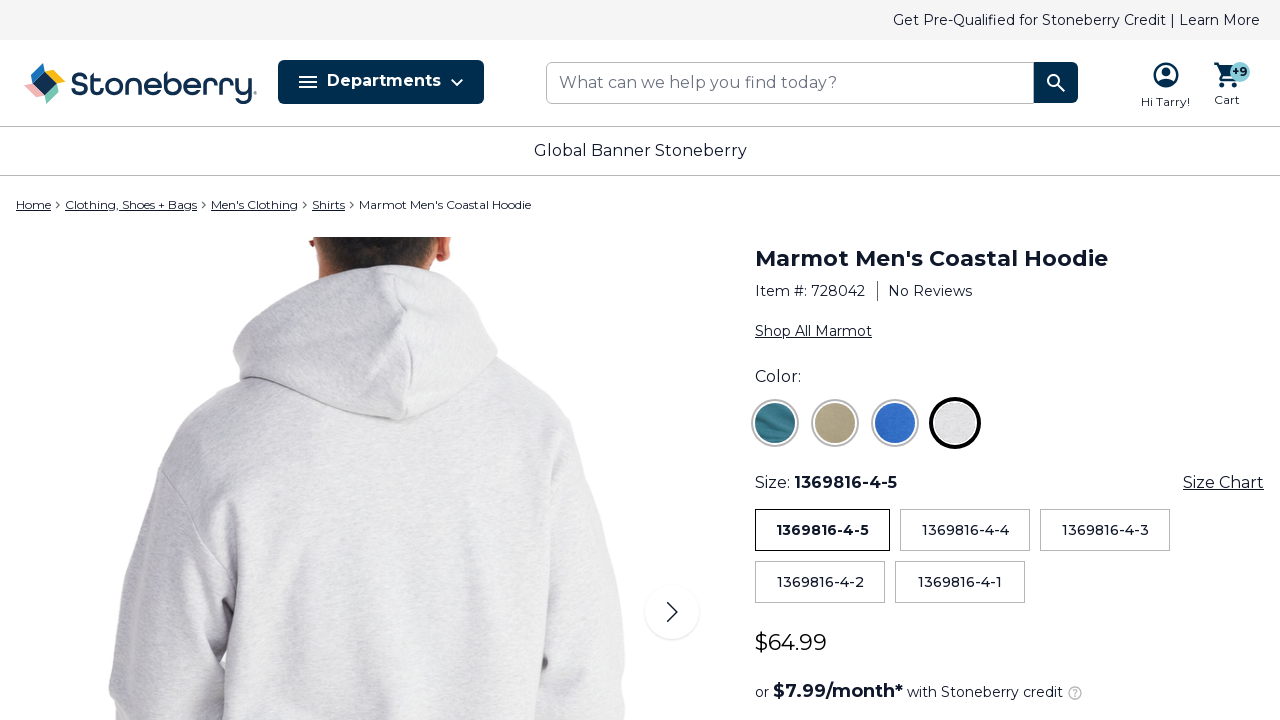 Get Pre-Qualified for Stoneberry Credit | Learn More
Stoneberry
Departments
What can we help you find today?
Hi Tarry!
+9
Cart
Global Banner Stoneberry
Home > Clothing, Shoes + Bags > Men's Clothing > Shirts > Marmot Men's Coastal Hoodie
Marmot Men's Coastal Hoodie
Item #: 728042 | No Reviews
Shop All Marmot
Color:
Size: 1369816-4-5 Size Chart
1369816-4-5 1369816-4-4 1369816-4-3
1369816-4-2 1369816-4-1
$64.99
or $7.99/month* with Stoneberry credit